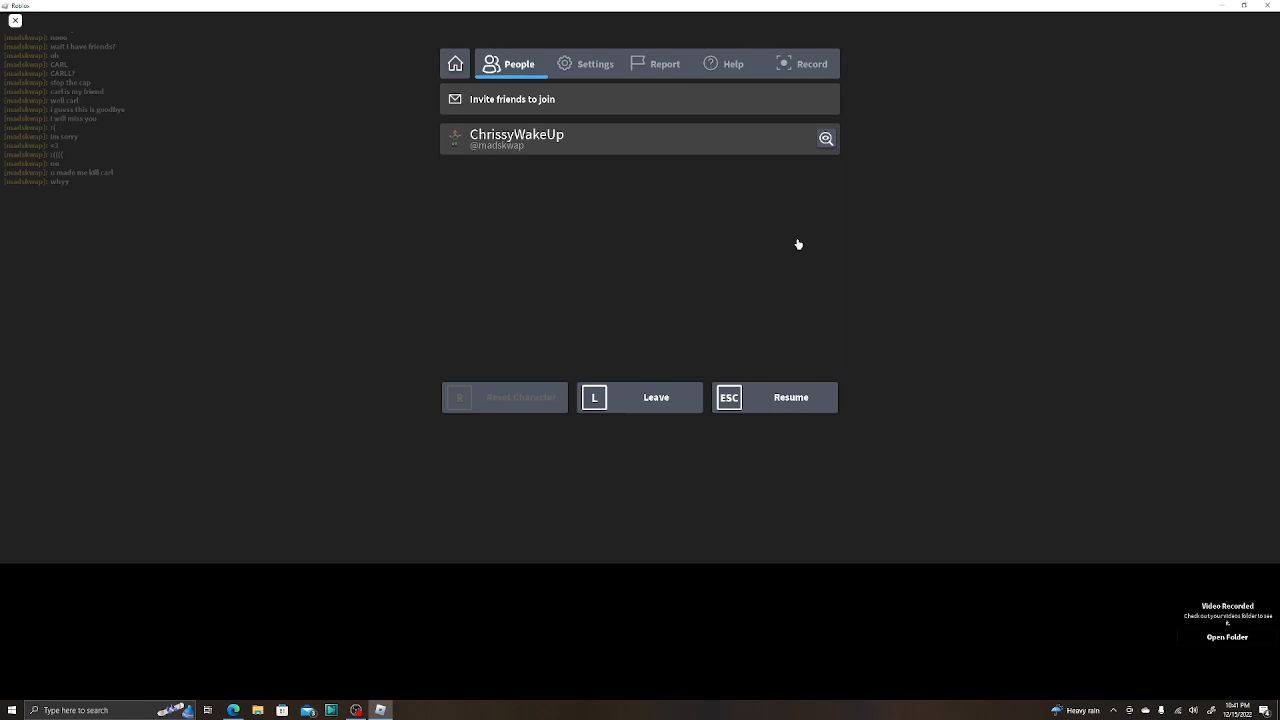 Roblox
[madskwap]: nooo
[madskwap]: wait I have friends?
[madskwap]: oh
[madskwap]: CARL
[madskwap]: CARLL?
[madskwap]: stop the cap
[madskwap]: carl is my friend
[madskwap]: well carl
[madskwap]: i guess this is goodbye
[madskwap]: i will miss you
[madskwap]: :(
[madskwap]: im sorry
[madskwap]: <3
[madskwap]: :((((
[madskwap]: no
[madskwap]: u made me kill carl
[madskwap]: whyy
People Settings Report Help Record
Invite friends to join
ChrissyWakeUp
@madskwap
R Reset Character L Leave ESC Resume
Video Recorded
Check out your videos folder to see
it.
Open Folder
Type here to search
Heavy rain
10:41 PM
12/15/2022